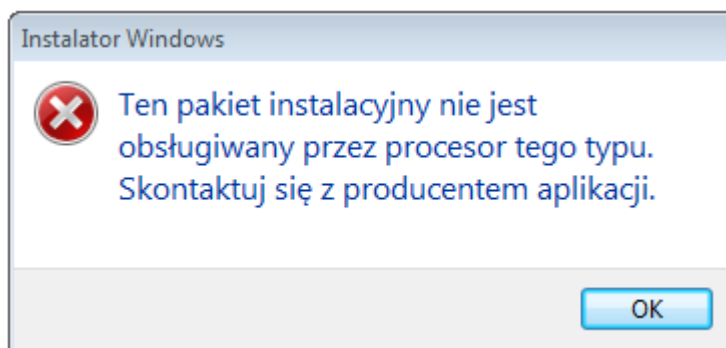 Instalator Windows
Ten pakiet instalacyjny nie jest
obsługiwany przez procesor tego typu.
Skontaktuj się z producentem aplikacji.
OK